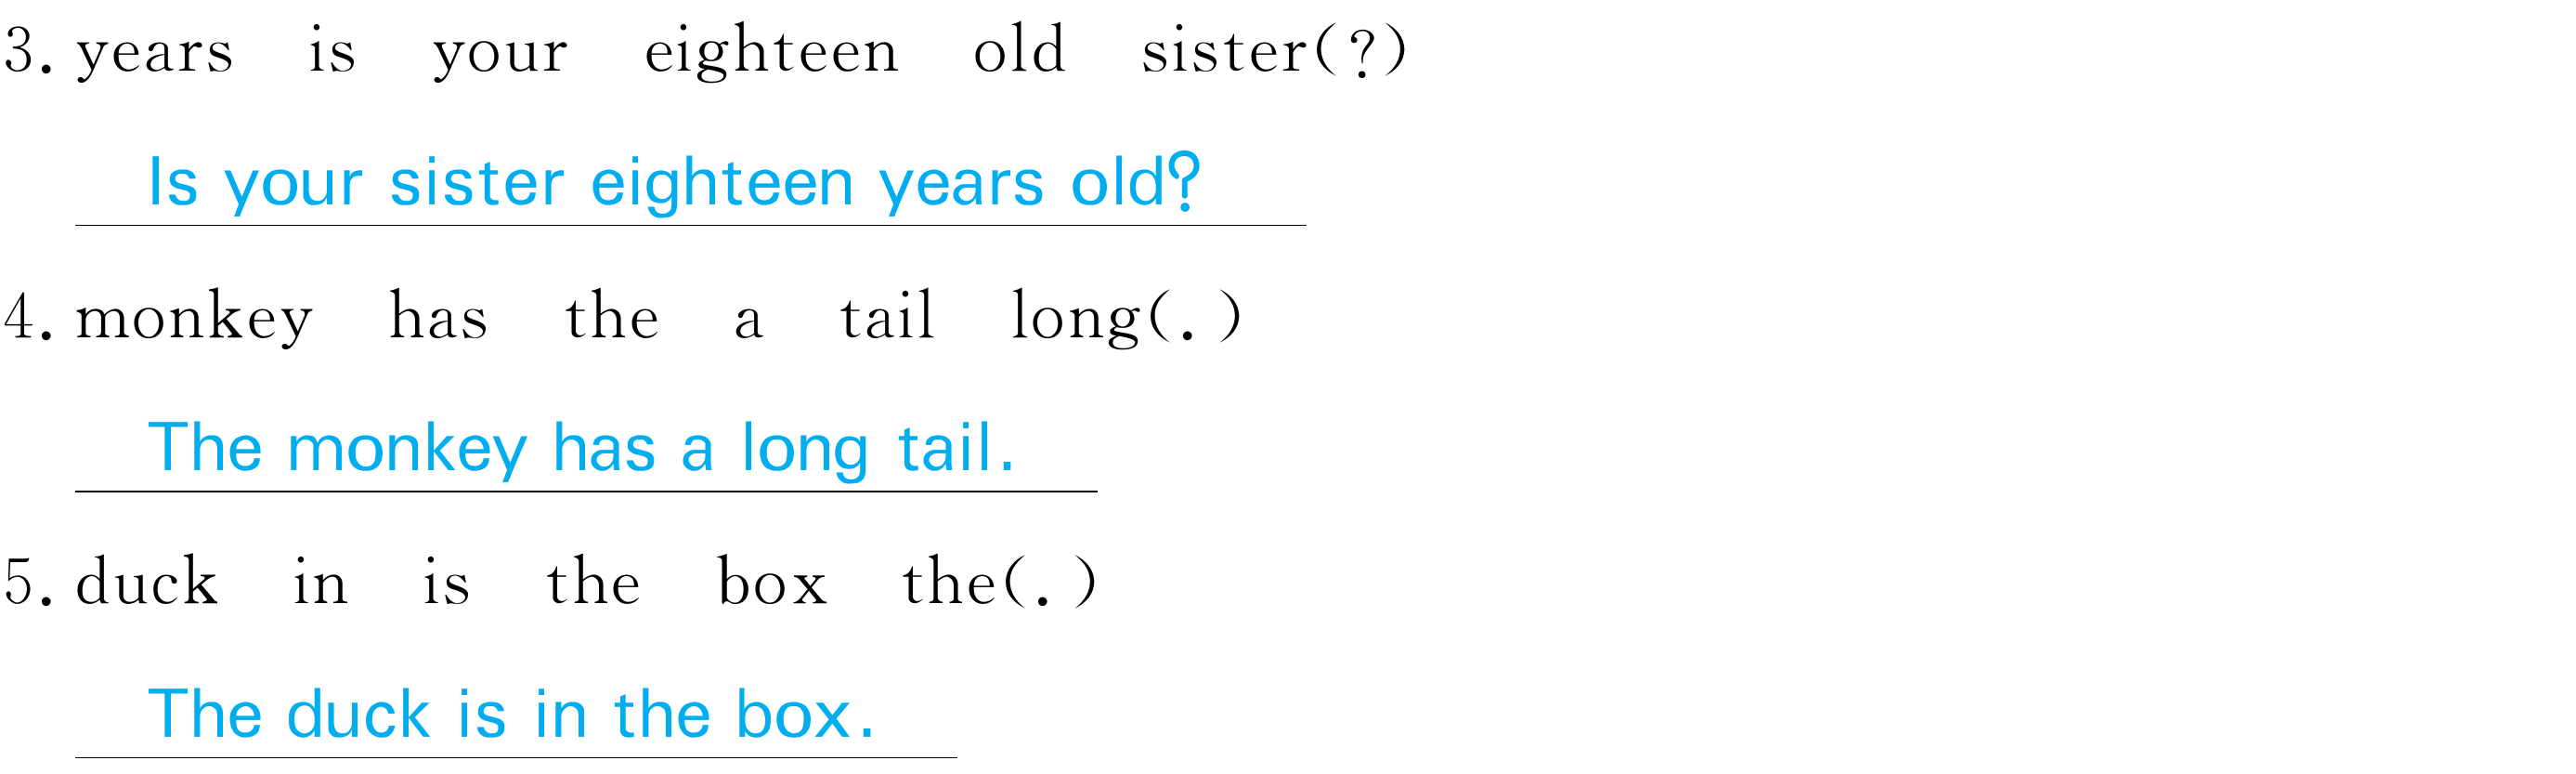 3. years is your eighteen old sister(?)
Is your sister eighteen years old?
4. monkey has the a tail long(.)
The monkey has a long tail.
5. duck in is the box the(.)
The duck is in the box.